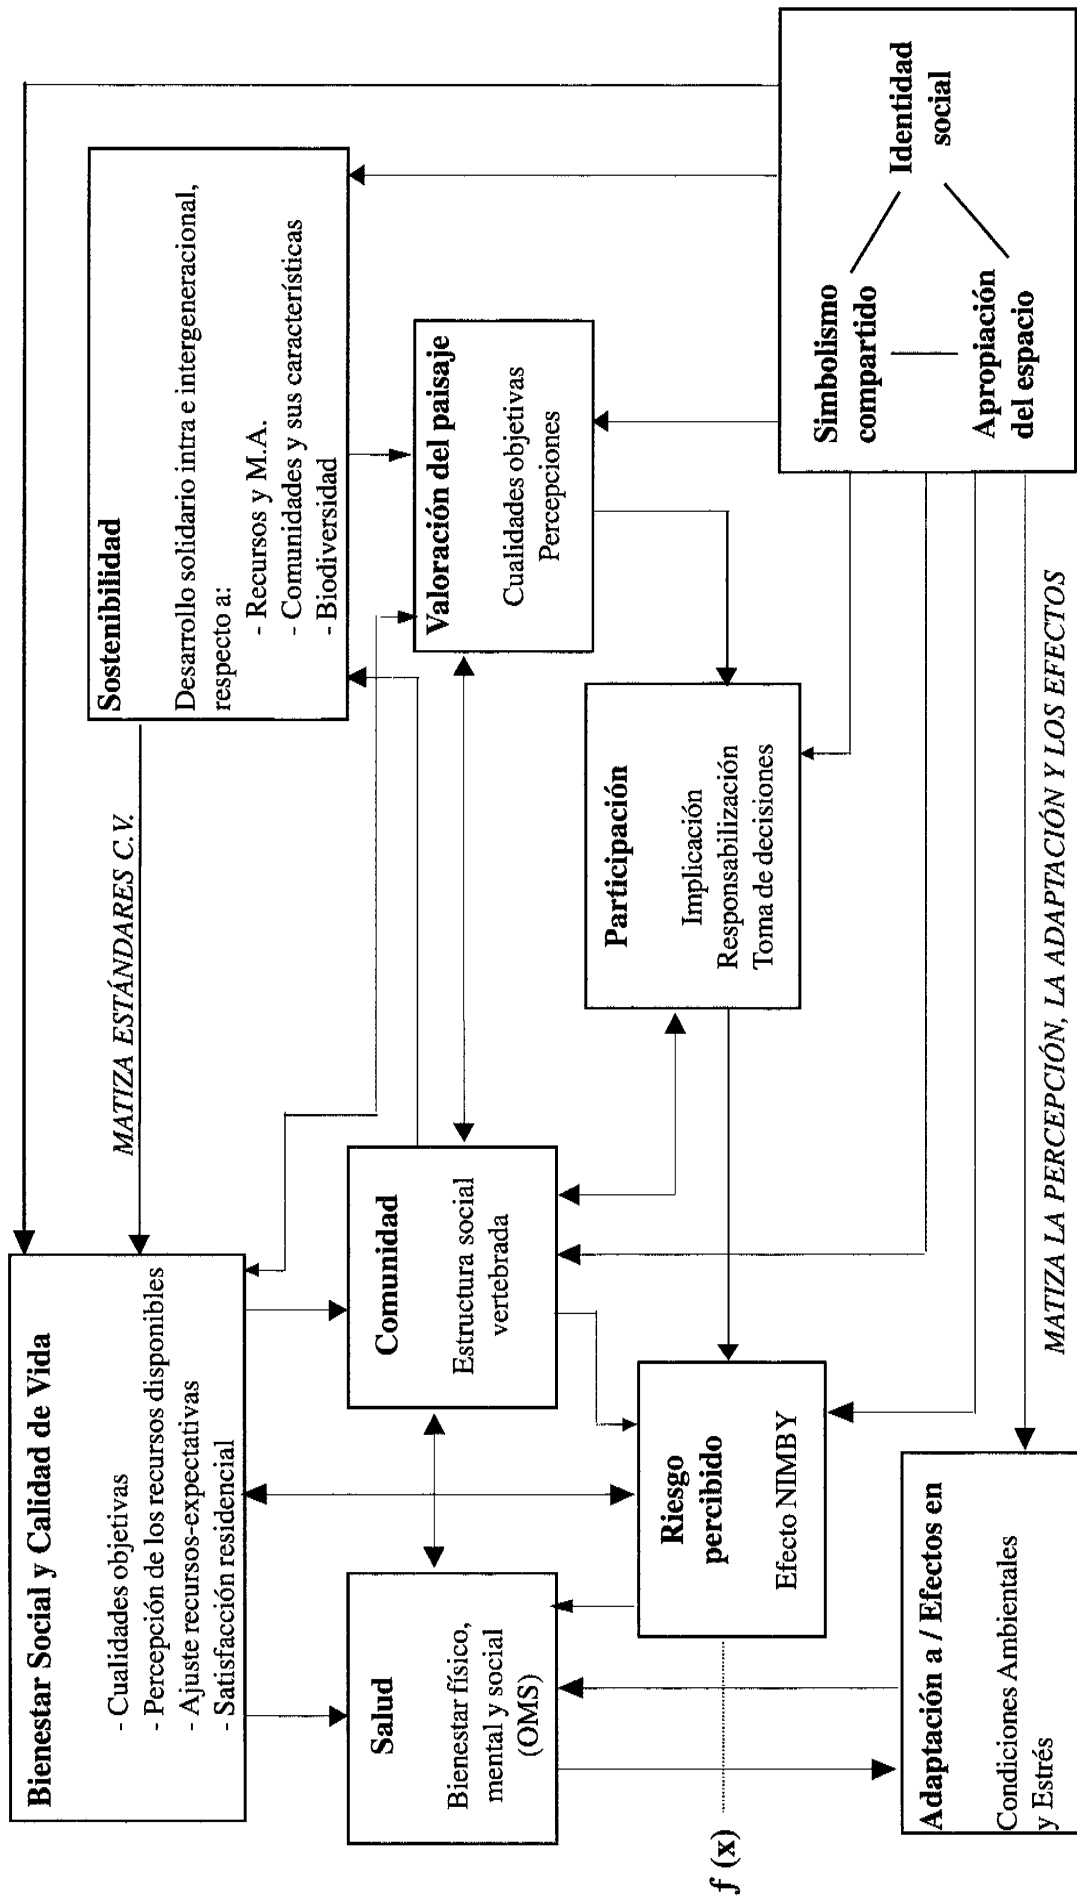 Bienestar Social y Calidad de Vida
- Cualidades objetivas
- Percepción de los recursos disponibles
- Ajuste recursos-expectativas
- Satisfacción residencial
MATIZA ESTÁNDARES C.V.
Sostenibilidad
Desarrollo solidario intra e intergeneracional,
respecto a:
- Recursos y M.A.
- Comunidades y sus características
- Biodiversidad
Salud
Bienestar físico,
mental y social
(OMS)
Comunidad
Estructura social
vertebrada
Valoración del paisaje
Cualidades objetivas
Percepciones
Participación
Implicación
Responsabilización
Toma de decisiones
Riesgo
percibido
Efecto NIMBY
f (x)
Simbolismo
compartido
Identidad
social
Apropiación
del espacio
Adaptación a / Efectos en
Condiciones Ambientales
y Estrés
MATIZA LA PERCEPCIÓN, LA ADAPTACIÓN Y LOS EFECTOS